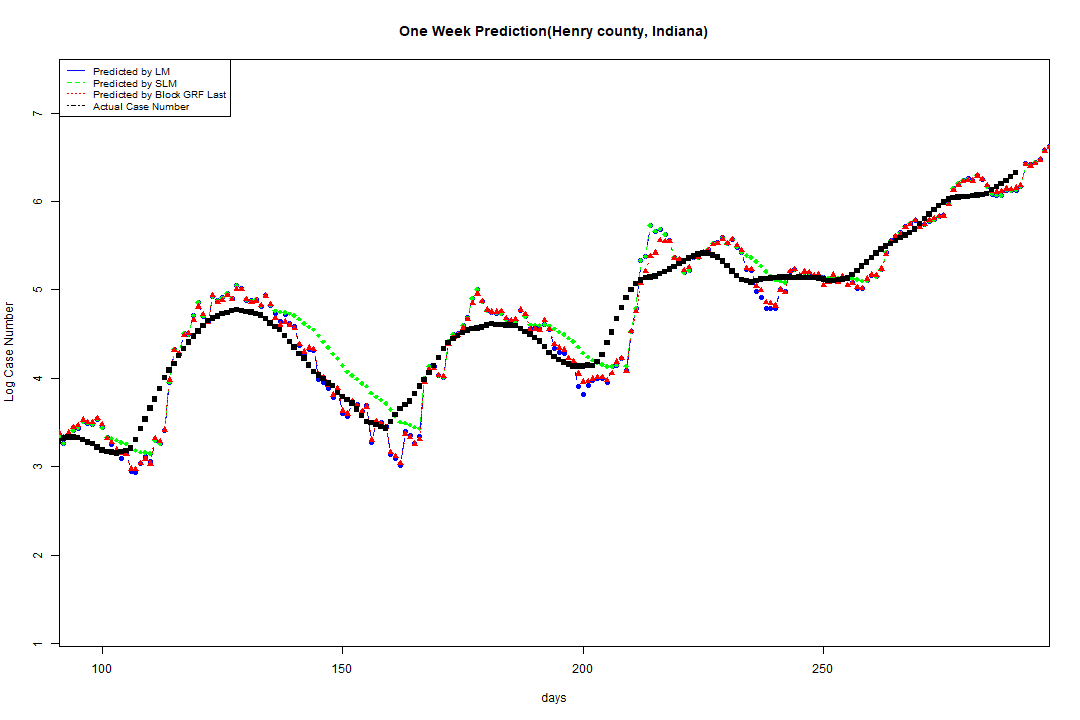 One Week Prediction(Henry county, Indiana)
Predicted by LM
Predicted by SLM
Predicted by Block GRF Last
Actual Case Number
7
6
5
4
3
2
1
Log Case Number
100 150 200 250
days